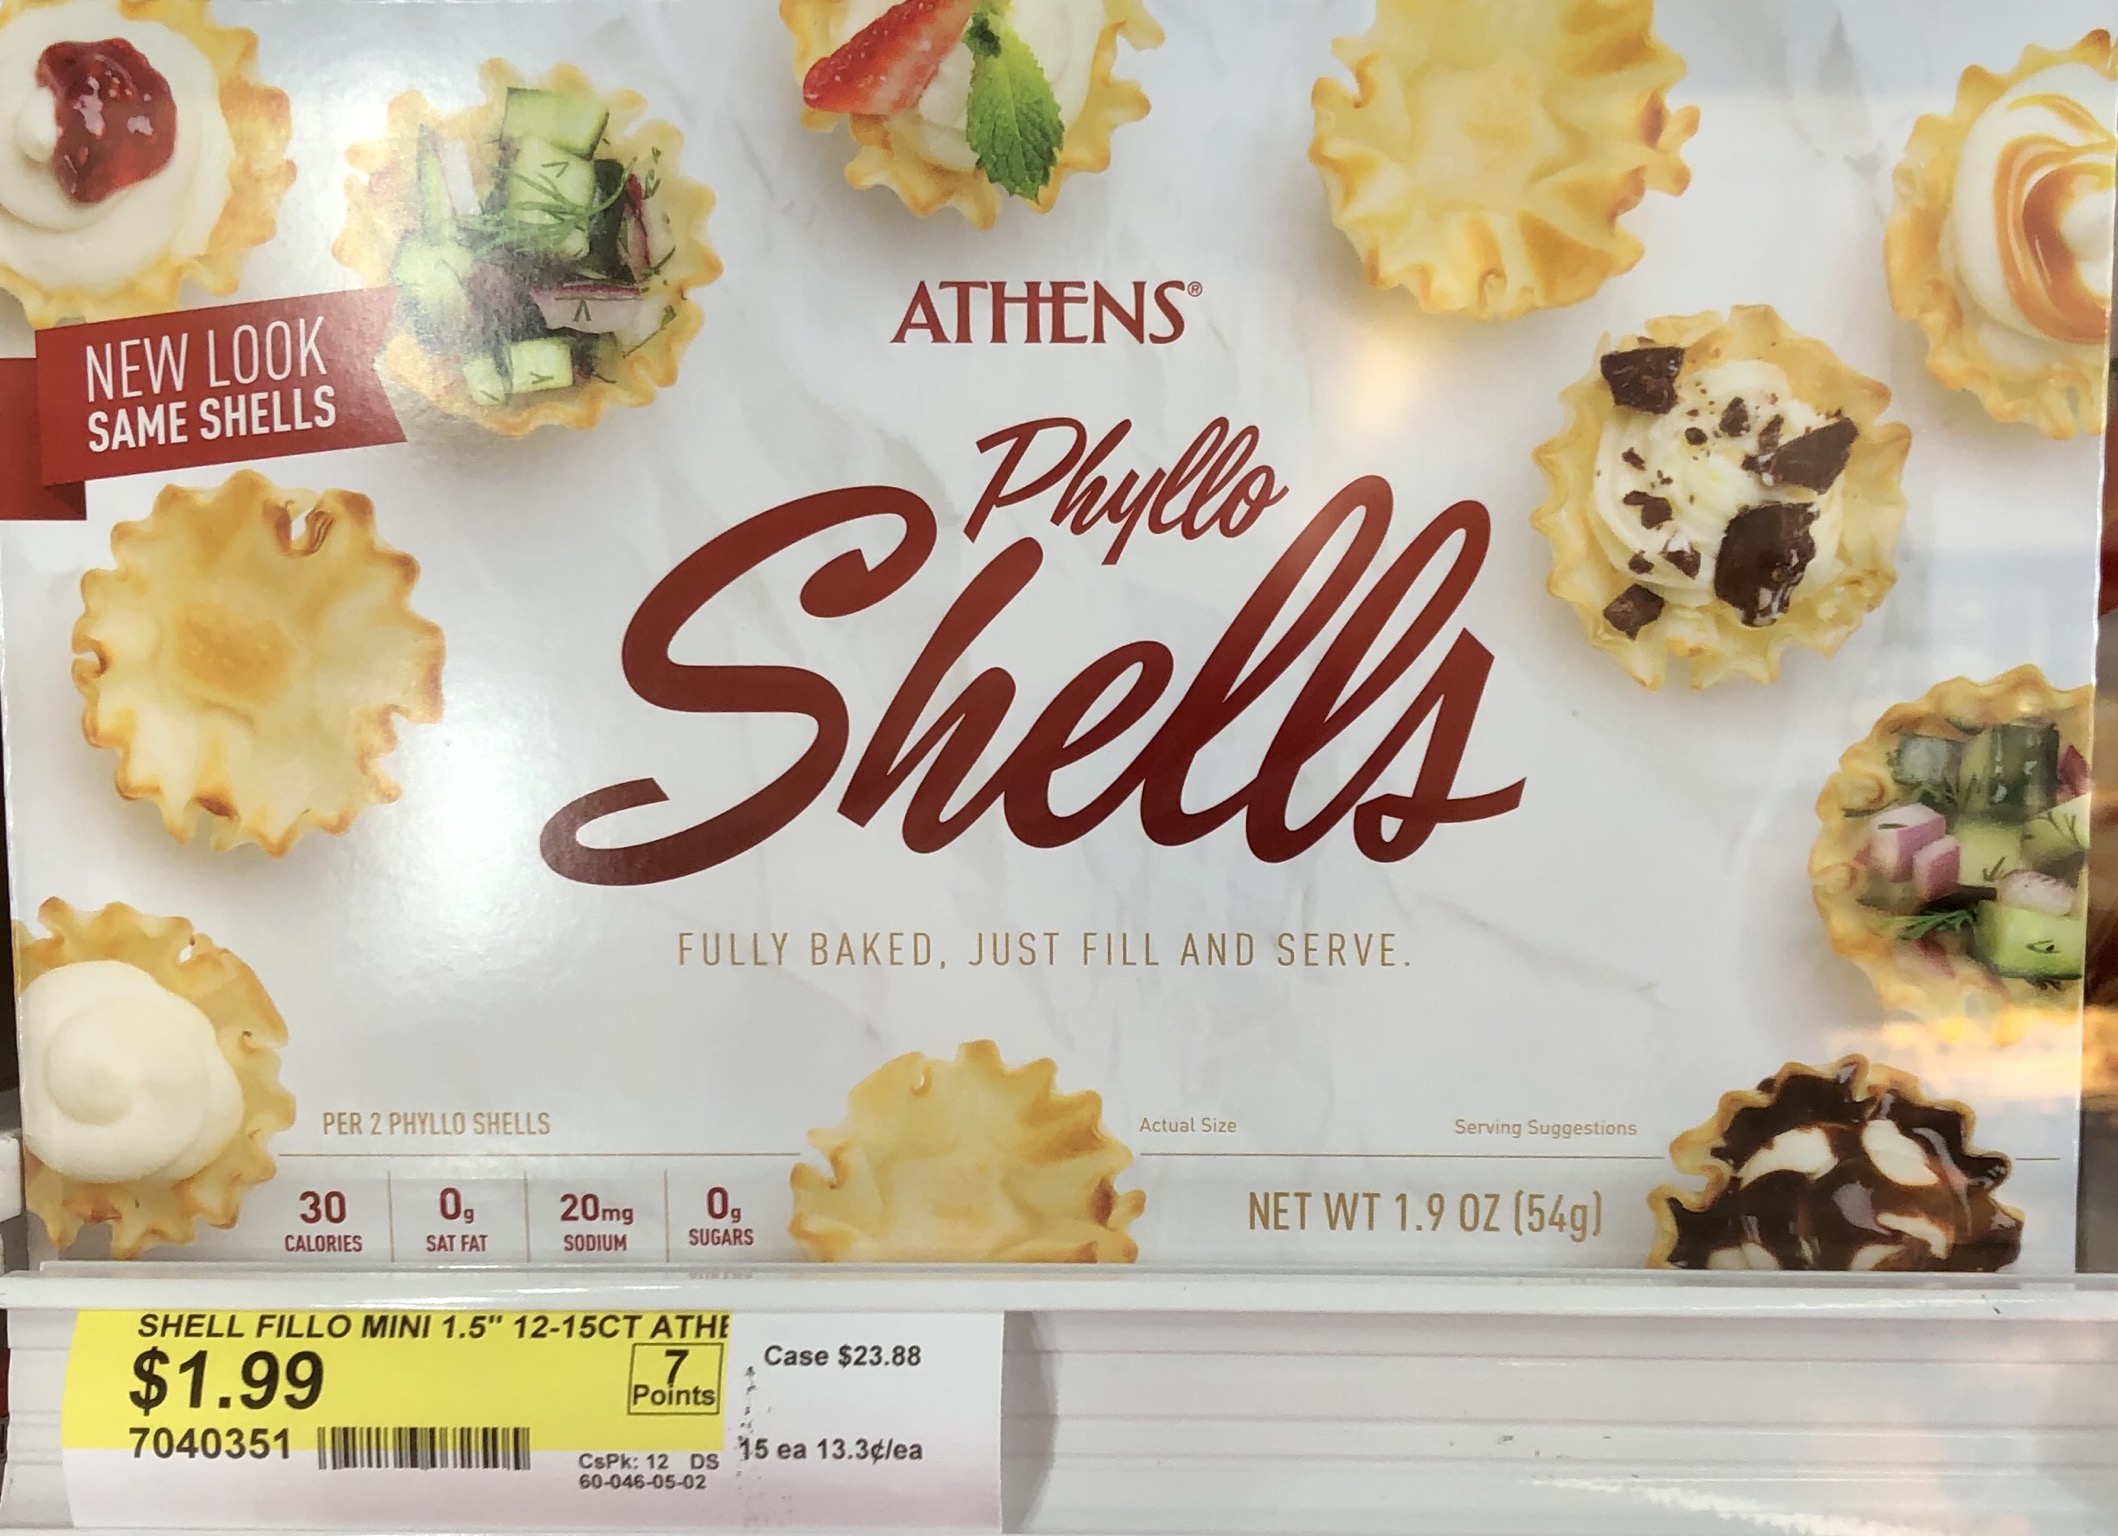 NEW LOOK
SAME SHELLS
ATHENS®
Phyllo
Shells
FULLY BAKED, JUST FILL AND SERVE.
PER 2 PHYLLO SHELLS
Actual Size
Serving Suggestions
30
CALORIES
0g
SAT FAT
20mg
SODIUM
0g
SUGARS
NET WT 1.9 OZ (54g)
SHELL FILLO MINI 1.5" 12-15CT ATHE
$1.99
7
Points
Case $23.88
7040351
15 ea 13.3¢/ea
CsPk: 12 DS
60-046-05-02